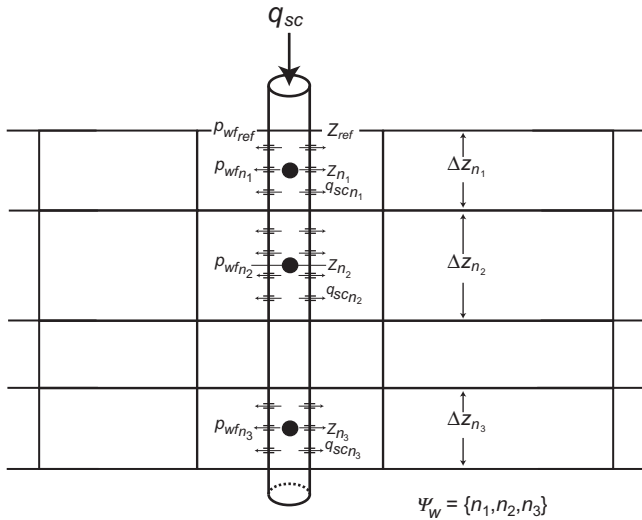 q_sc
p_wf_ref Z_ref
p_wf_n₁ Z_n₁ Δz_n₁
q_sc_n₁
p_wf_n₂ Z_n₂ Δz_n₂
q_sc_n₂
p_wf_n₃ Z_n₃ Δz_n₃
q_sc_n₃
Ψ_w = {n₁,n₂,n₃}